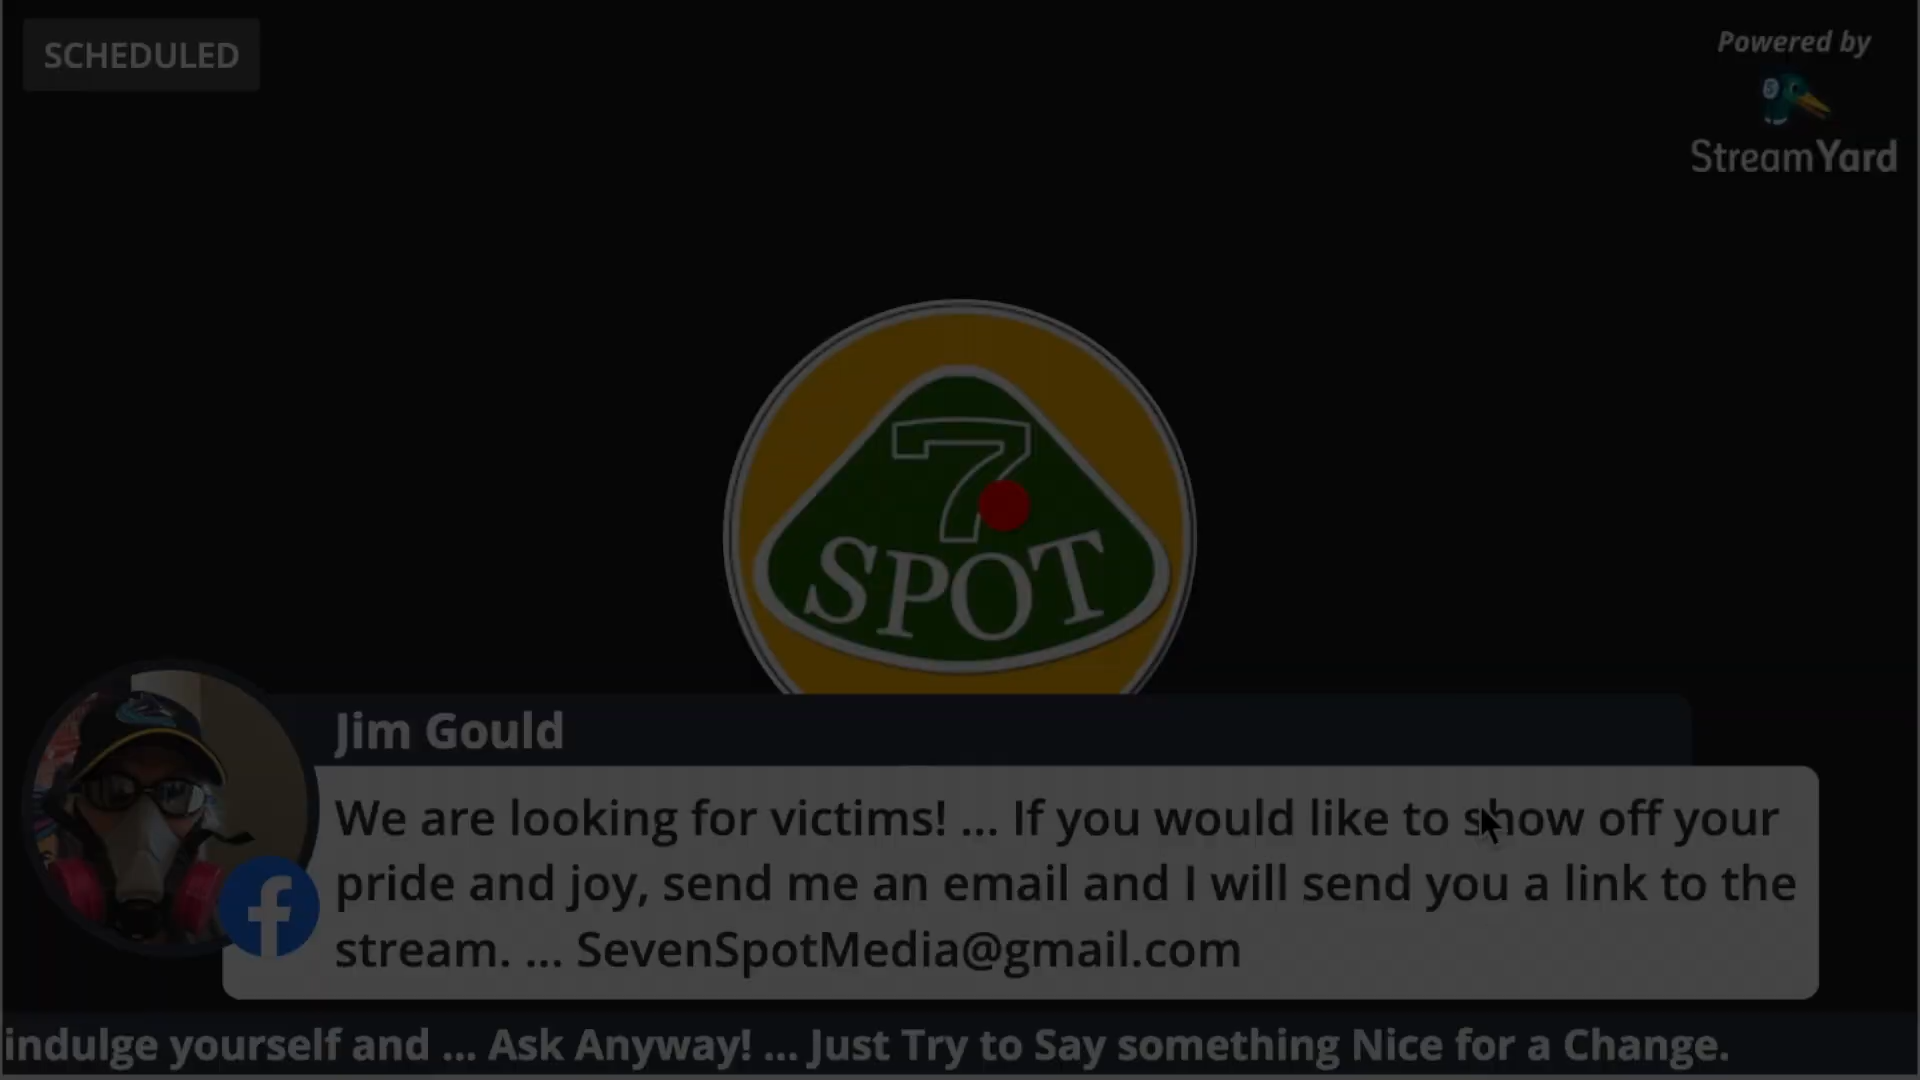 SCHEDULED
Powered by
StreamYard
7
SPOT
Jim Gould
We are looking for victims! ... If you would like to show off your
pride and joy, send me an email and I will send you a link to the
stream. ... SevenSpotMedia@gmail.com
indulge yourself and ... Ask Anyway! ... Just Try to Say something Nice for a Change.